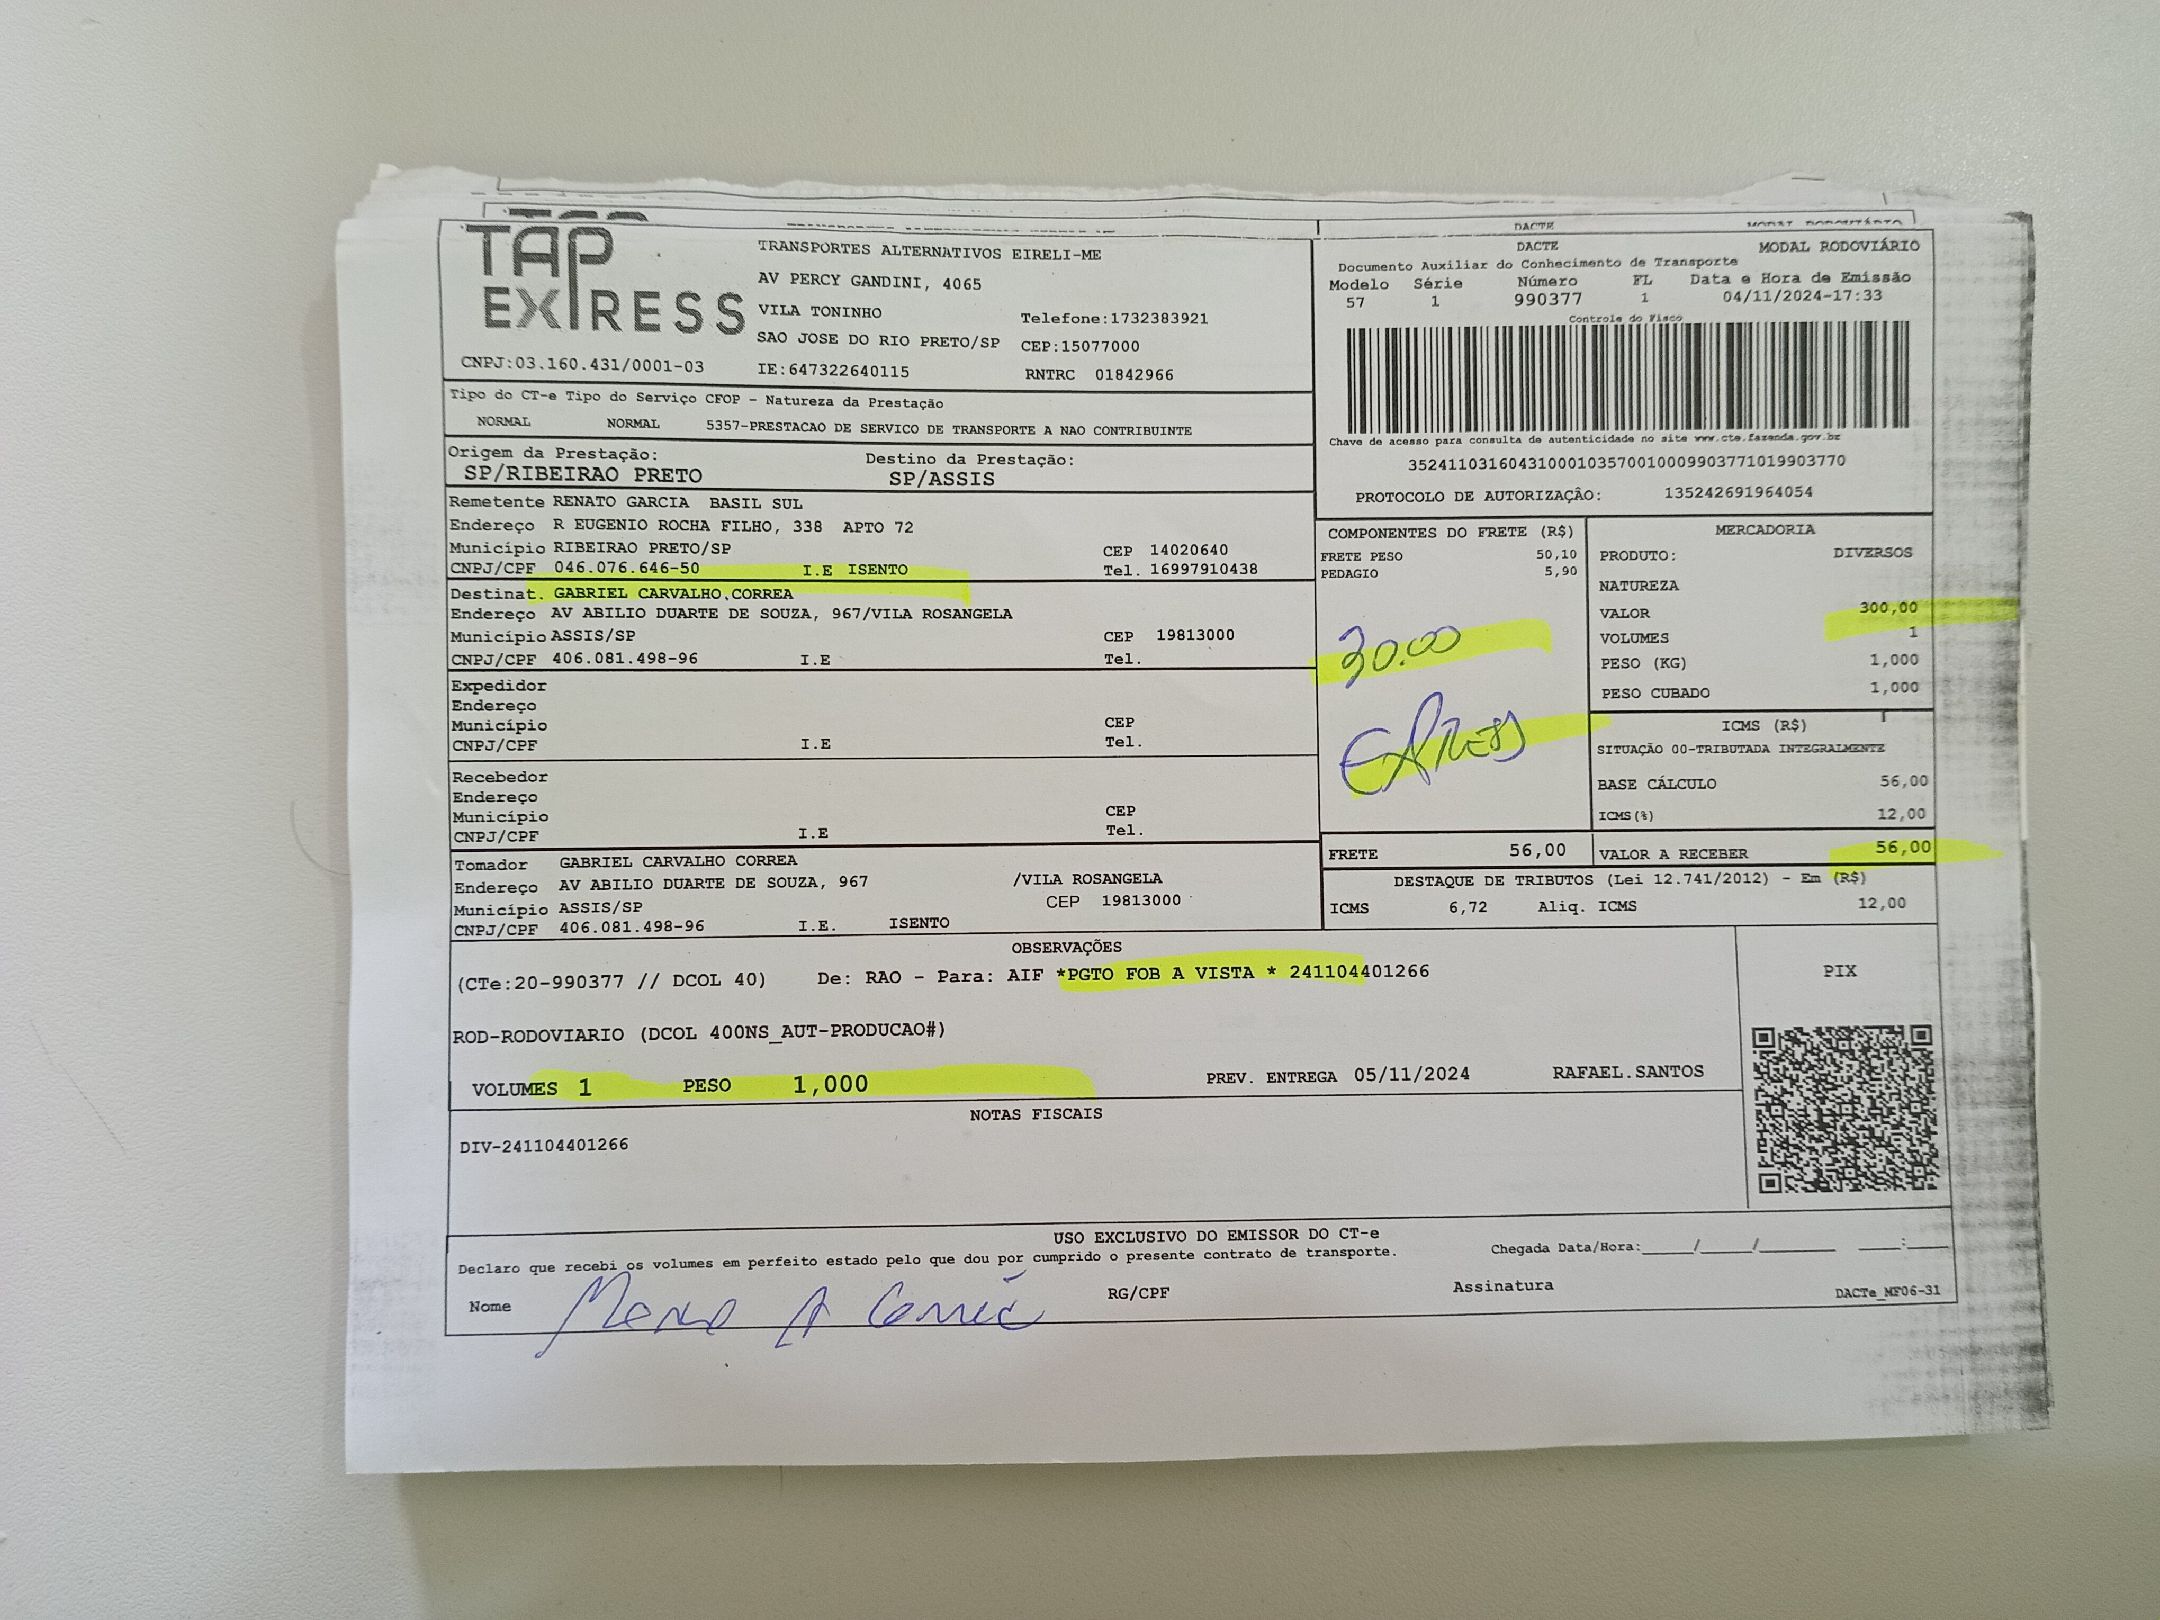 DACTE
TAP EXPRESS
TRANSPORTES ALTERNATIVOS EIRELI-ME
AV PERCY GANDINI, 4065
VILA TONINHO Telefone:1732383921
SAO JOSE DO RIO PRETO/SP CEP:15077000
CNPJ:03.160.431/0001-03 IE:647322640115 RNTRC 01842966
DACTE MODAL RODOVIÁRIO
Documento Auxiliar do Conhecimento de Transporte
Modelo Série Número FL Data e Hora de Emissão
57 1 990377 1 04/11/2024-17:33
Controle do Fisco
Chave de acesso para consulta de autenticidade no site www.cte.fazenda.gov.br
35241103160431000103570010009903771019903770
PROTOCOLO DE AUTORIZAÇÂO: 135242691964054
Tipo do CT-e Tipo do Serviço CFOP - Natureza da Prestação
NORMAL NORMAL 5357-PRESTACAO DE SERVICO DE TRANSPORTE A NAO CONTRIBUINTE
Origem da Prestação: Destino da Prestação:
SP/RIBEIRAO PRETO SP/ASSIS
Remetente RENATO GARCIA BASIL SUL
Endereço R EUGENIO ROCHA FILHO, 338 APTO 72
Município RIBEIRAO PRETO/SP CEP 14020640
CNPJ/CPF 046.076.646-50 I.E ISENTO Tel. 16997910438
Destinat. GABRIEL CARVALHO CORREA
Endereço AV ABILIO DUARTE DE SOUZA, 967/VILA ROSANGELA
Município ASSIS/SP CEP 19813000
CNPJ/CPF 406.081.498-96 I.E Tel.
Expedidor
Endereço
Município CEP
CNPJ/CPF I.E Tel.
Recebedor
Endereço
Município CEP
CNPJ/CPF I.E Tel.
Tomador GABRIEL CARVALHO CORREA
Endereço AV ABILIO DUARTE DE SOUZA, 967 /VILA ROSANGELA
Município ASSIS/SP CEP 19813000
CNPJ/CPF 406.081.498-96 I.E. ISENTO
COMPONENTES DO FRETE (R$)
FRETE PESO 50,10
PEDAGIO 5,90
30.00
EXPRESS
FRETE 56,00
MERCADORIA
PRODUTO: DIVERSOS
NATUREZA
VALOR 300,00
VOLUMES 1
PESO (KG) 1,000
PESO CUBADO 1,000
ICMS (R$)
SITUAÇÃO 00-TRIBUTADA INTEGRALMENTE
BASE CÁLCULO 56,00
ICMS(%) 12,00
VALOR A RECEBER 56,00
DESTAQUE DE TRIBUTOS (Lei 12.741/2012) - Em (R$)
ICMS 6,72 Aliq. ICMS 12,00
OBSERVAÇÕES
(CTe:20-990377 // DCOL 40) De: RAO - Para: AIF *PGTO FOB A VISTA * 241104401266
ROD-RODOVIARIO (DCOL 400NS_AUT-PRODUCAO#)
VOLUMES 1 PESO 1,000 PREV. ENTREGA 05/11/2024 RAFAEL.SANTOS
PIX
NOTAS FISCAIS
DIV-241104401266
USO EXCLUSIVO DO EMISSOR DO CT-e
Declaro que recebi os volumes em perfeito estado pelo que dou por cumprido o presente contrato de transporte. Chegada Data/Hora:_____/_____/_______ ____:____
Nome A RG/CPF Assinatura DACTe_MF06-31